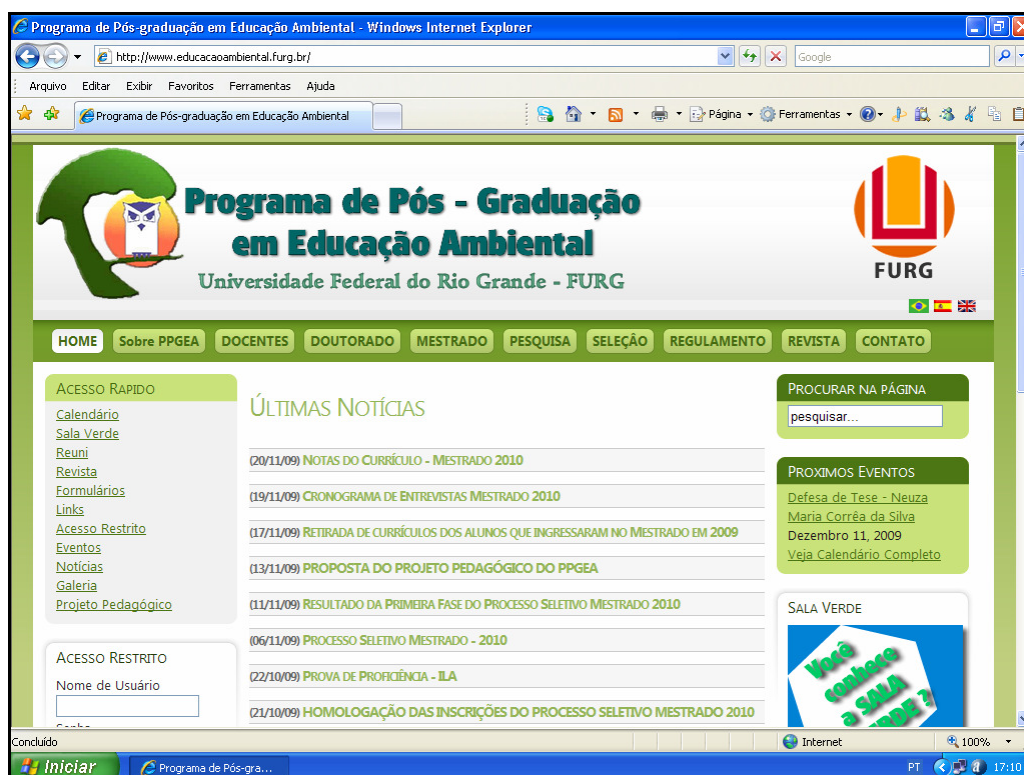 Programa de Pós-graduação em Educação Ambiental - Windows Internet Explorer
http://www.educacaoambiental.furg.br/
Google
Arquivo Editar Exibir Favoritos Ferramentas Ajuda
Programa de Pós-graduação em Educação Ambiental
Página Ferramentas
Programa de Pós - Graduação
em Educação Ambiental
Universidade Federal do Rio Grande - FURG
FURG
HOME Sobre PPGEA DOCENTES DOUTORADO MESTRADO PESQUISA SELEÇÃO REGULAMENTO REVISTA CONTATO
ACESSO RAPIDO
Calendário
Sala Verde
Reuni
Revista
Formulários
Links
Acesso Restrito
Eventos
Notícias
Galeria
Projeto Pedagógico
ACESSO RESTRITO
Nome de Usuário
ÚLTIMAS NOTÍCIAS
(20/11/09) NOTAS DO CURRÍCULO - MESTRADO 2010
(19/11/09) CRONOGRAMA DE ENTREVISTAS MESTRADO 2010
(17/11/09) RETIRADA DE CURRÍCULOS DOS ALUNOS QUE INGRESSARAM NO MESTRADO EM 2009
(13/11/09) PROPOSTA DO PROJETO PEDAGÓGICO DO PPGEA
(11/11/09) RESULTADO DA PRIMEIRA FASE DO PROCESSO SELETIVO MESTRADO 2010
(06/11/09) PROCESSO SELETIVO MESTRADO - 2010
(22/10/09) PROVA DE PROFICIÊNCIA - ILA
(21/10/09) HOMOLOGAÇÃO DAS INSCRIÇÕES DO PROCESSO SELETIVO MESTRADO 2010
PROCURAR NA PÁGINA
pesquisar...
PROXIMOS EVENTOS
Defesa de Tese - Neuza
Maria Corrêa da Silva
Dezembro 11, 2009
Veja Calendário Completo
SALA VERDE
Você
conhece
a SALA
VERDE ?
Concluído
Internet
100%
Iniciar
Programa de Pós-gra...
PT
17:10